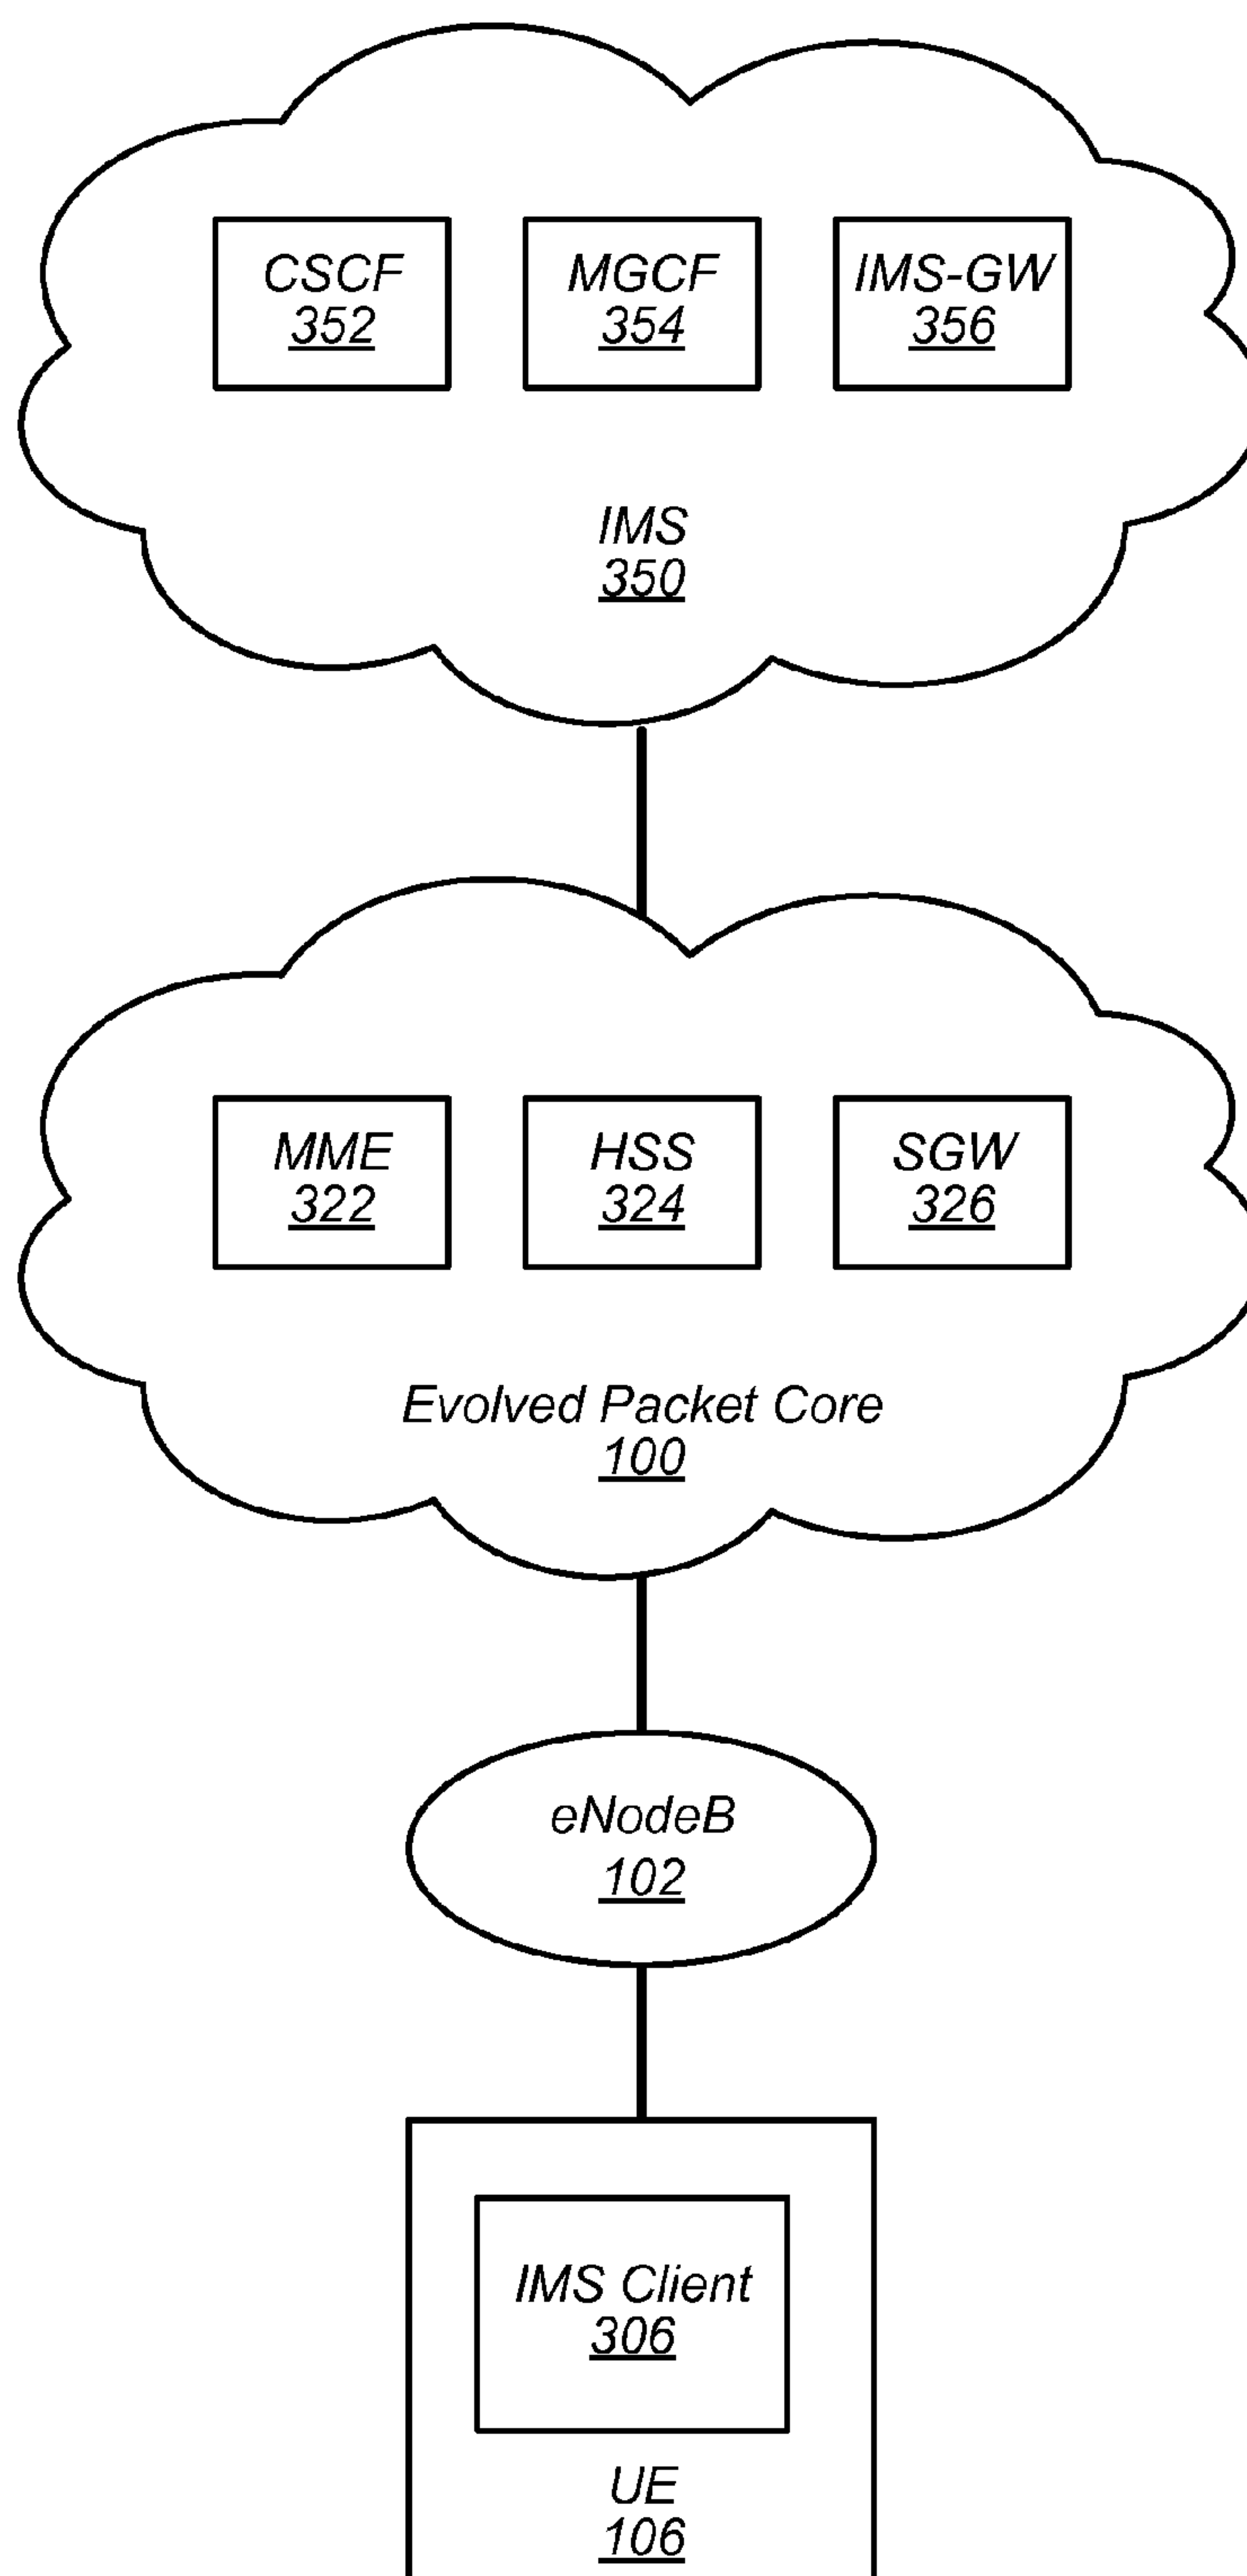 CSCF
352
MGCF
354
IMS-GW
356
IMS
350
MME
322
HSS
324
SGW
326
Evolved Packet Core
100
eNodeB
102
IMS Client
306
UE
106